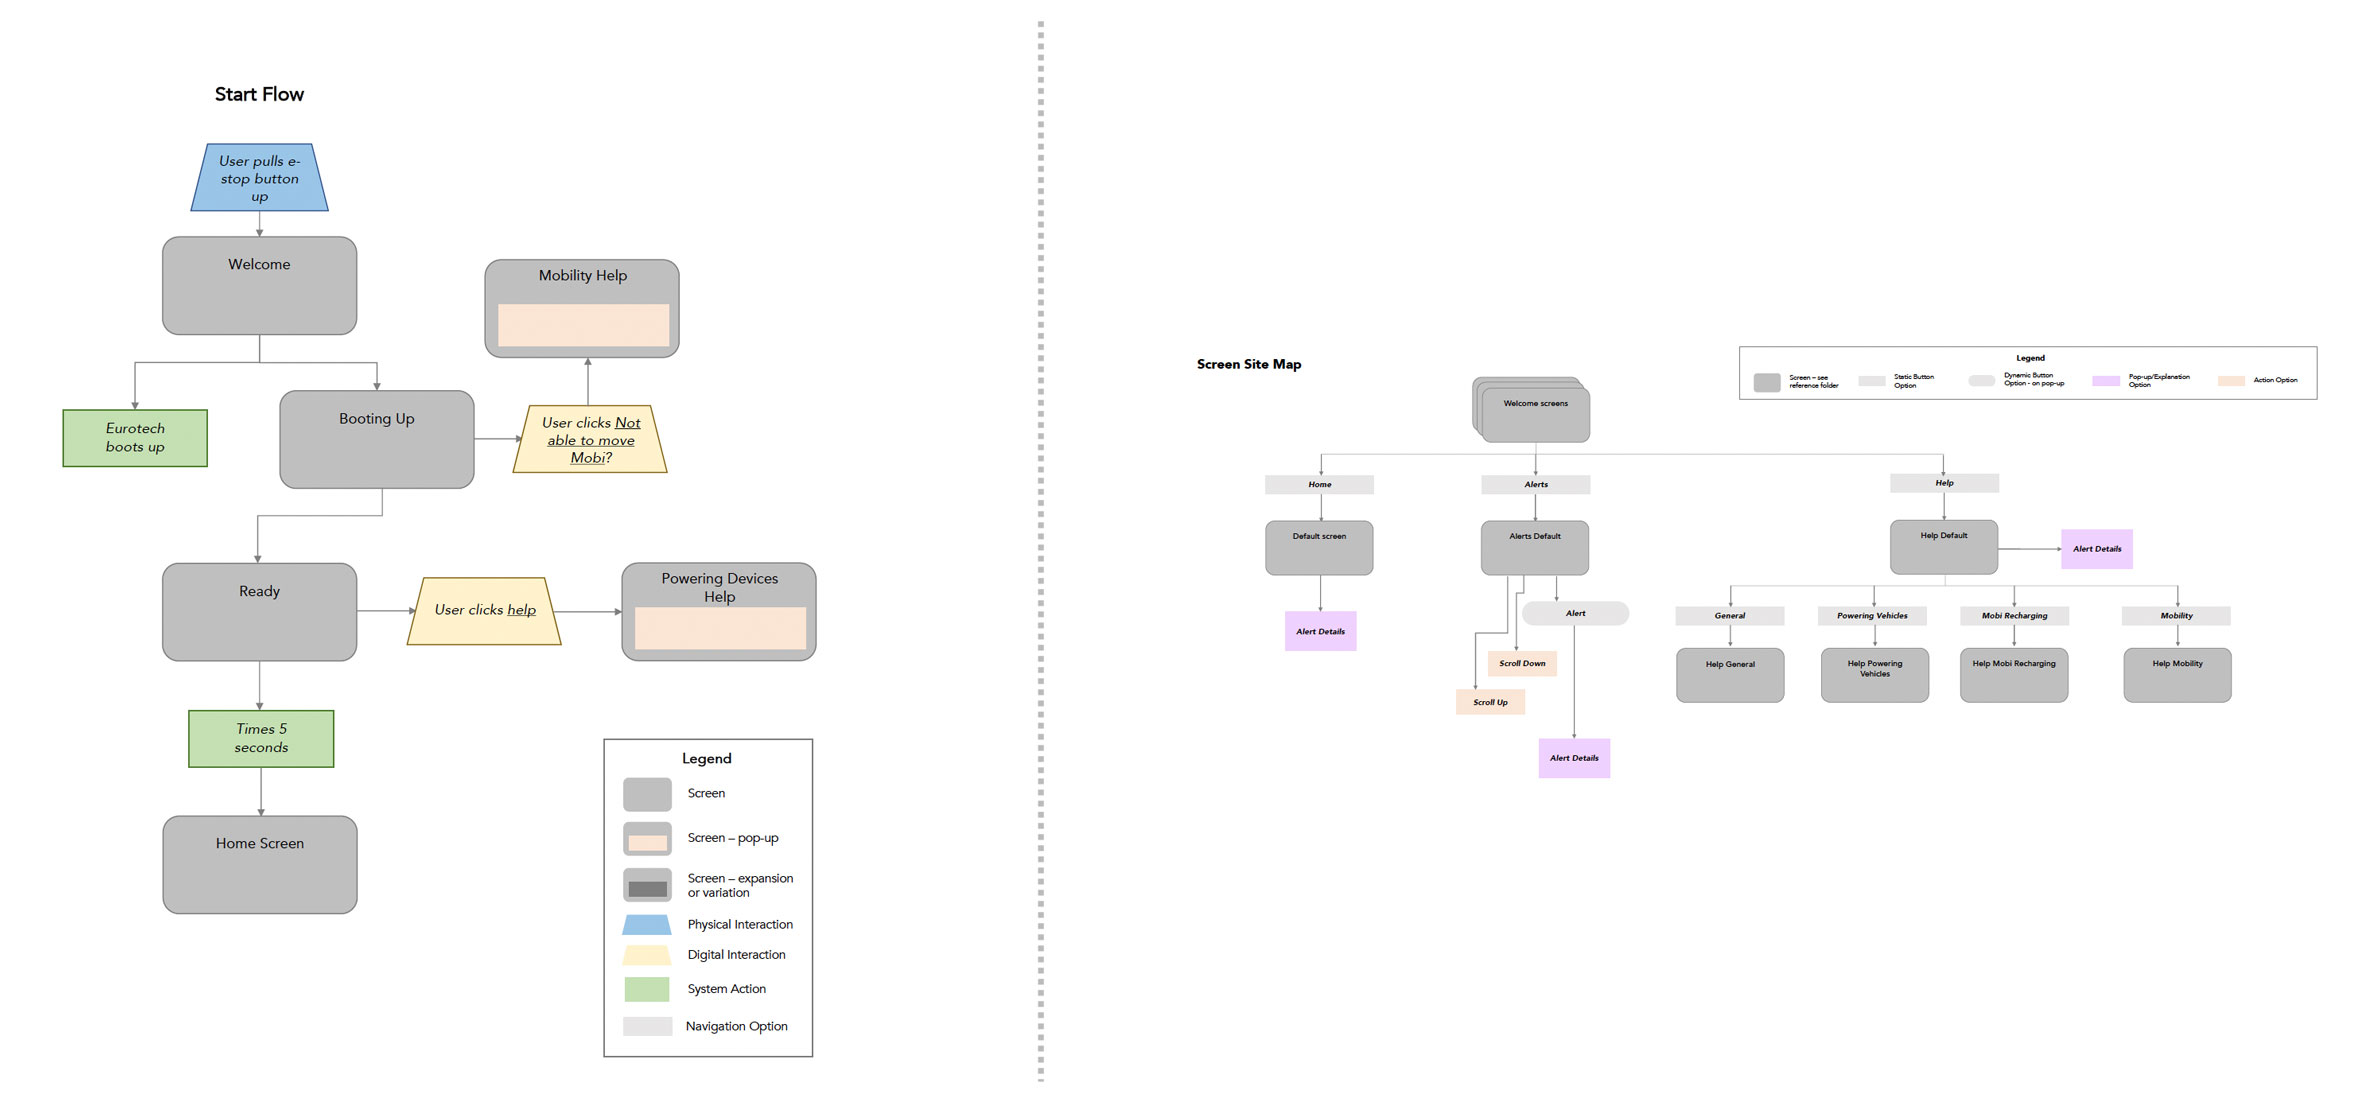 Start Flow
User pulls e-
stop button
up
Welcome
Mobility Help
Eurotech
boots up
Booting Up
User clicks Not
able to move
Mobi?
Ready
User clicks help
Powering Devices
Help
Times 5
seconds
Home Screen
Legend
Screen
Screen – pop-up
Screen – expansion
or variation
Physical Interaction
Digital Interaction
System Action
Navigation Option
Screen Site Map
Legend
Screen – see
reference folder
Static Button
Option
Dynamic Button
Option - on pop-up
Pop-up/Explanation
Option
Action Option
Welcome screens
Home
Alerts
Help
Default screen
Alerts Default
Help Default
Alert Details
Alert Details
Alert
Scroll Down
Scroll Up
Alert Details
General
Powering Vehicles
Mobi Recharging
Mobility
Help General
Help Powering
Vehicles
Help Mobi Recharging
Help Mobility